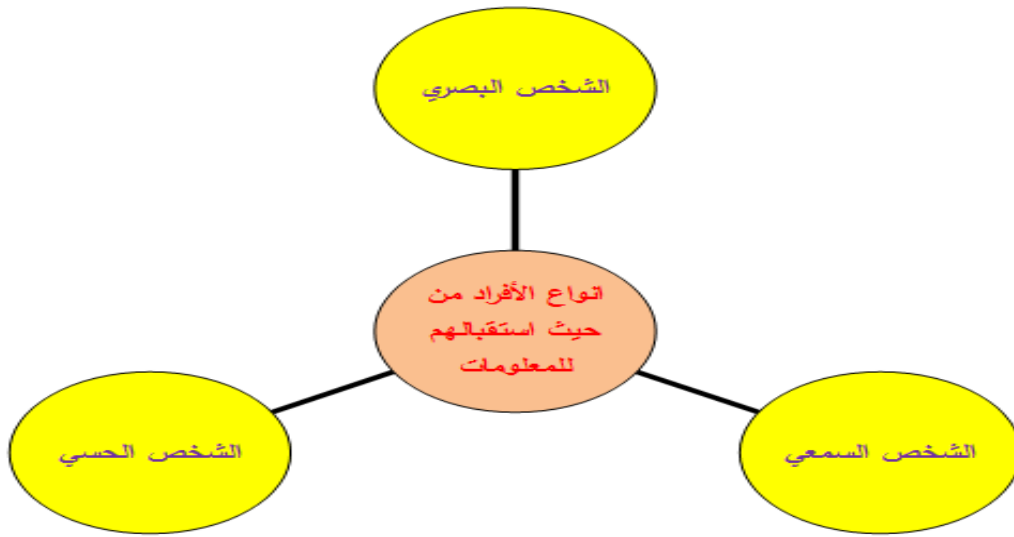 الشخص البصري
انواع الأفراد من
حيث استقبالهم
للمعلومات
الشخص السمعي
الشخص الحسي